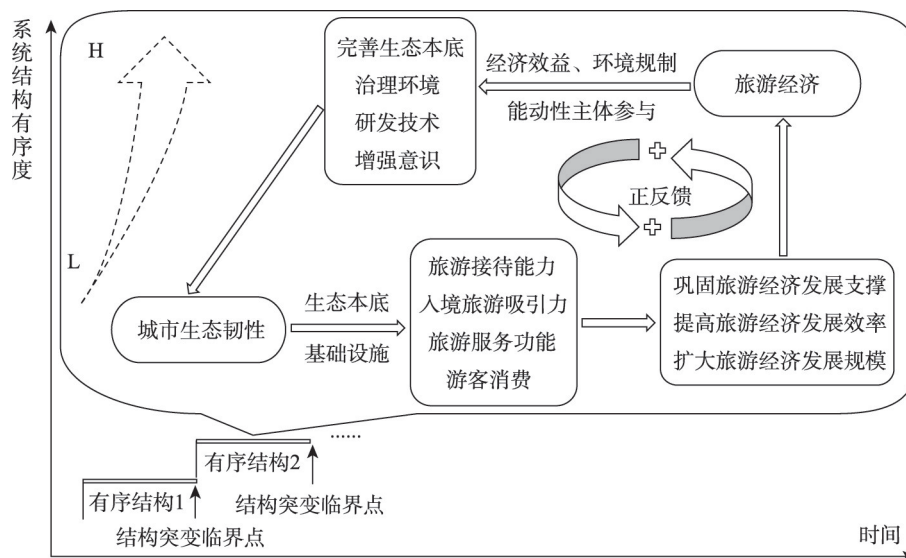 系统结构有序度
H
L
完善生态本底
治理环境
研发技术
增强意识
经济效益、环境规制
能动性主体参与
旅游经济
正反馈
城市生态韧性
生态本底
基础设施
旅游接待能力
入境旅游吸引力
旅游服务功能
游客消费
巩固旅游经济发展支撑
提高旅游经济发展效率
扩大旅游经济发展规模
......
有序结构2
有序结构1
结构突变临界点
结构突变临界点
时间